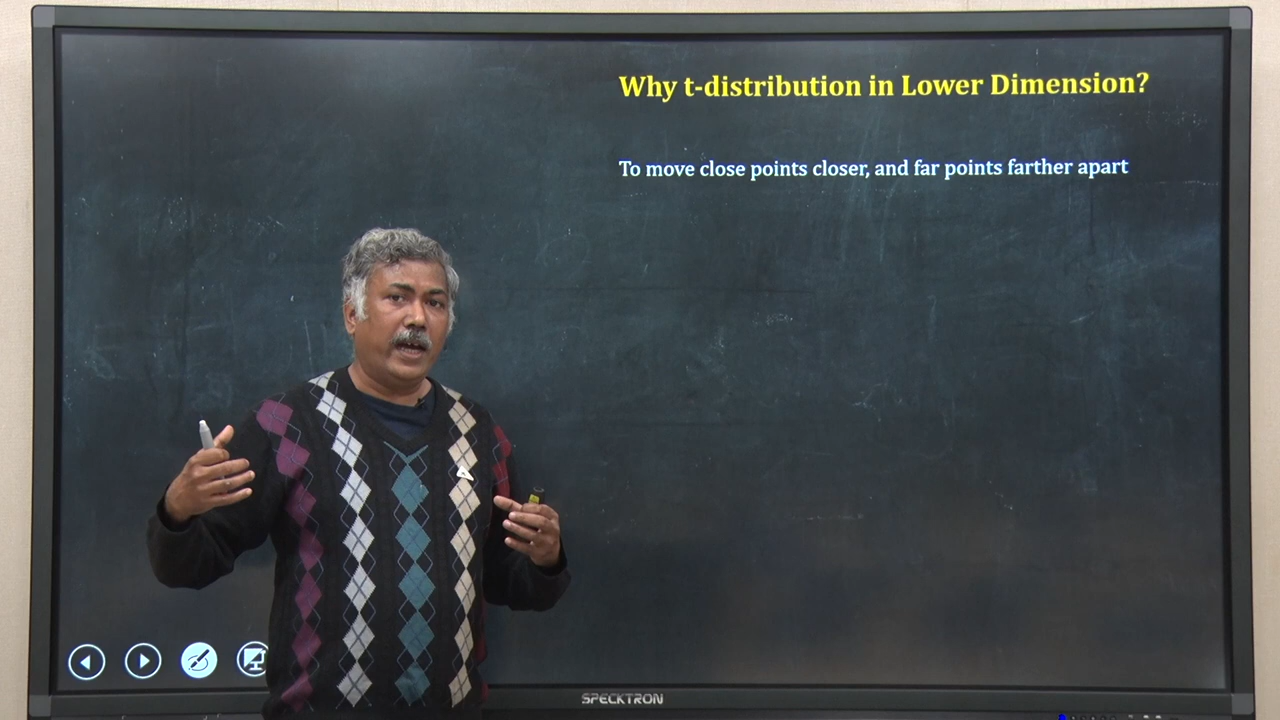 Why t-distribution in Lower Dimension?
To move close points closer, and far points farther apart
SPECKTRON